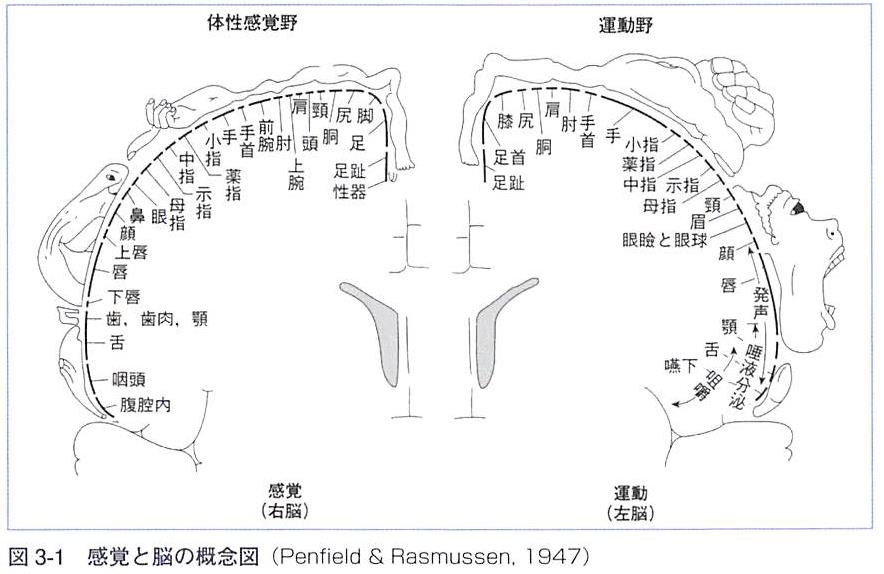 体性感覚野
性器
足趾
足
脚
尻
胴
頸
頭
肩
上腕
肘
前腕
手首
手
小指
薬指
中指
示指
母指
眼
鼻
顔
上唇
唇
下唇
歯，歯肉，顎
舌
咽頭
腹腔内
感覚
（右脳）
運動野
足趾
足首
膝
尻
胴
肩
肘
手首
手
小指
薬指
中指
示指
母指
頸
眉
眼瞼と眼球
顔
唇
発声
顎
舌
唾液分泌
嚥下
咀嚼
運動
（左脳）
図 3-1　感覚と脳の概念図（Penfield & Rasmussen, 1947）